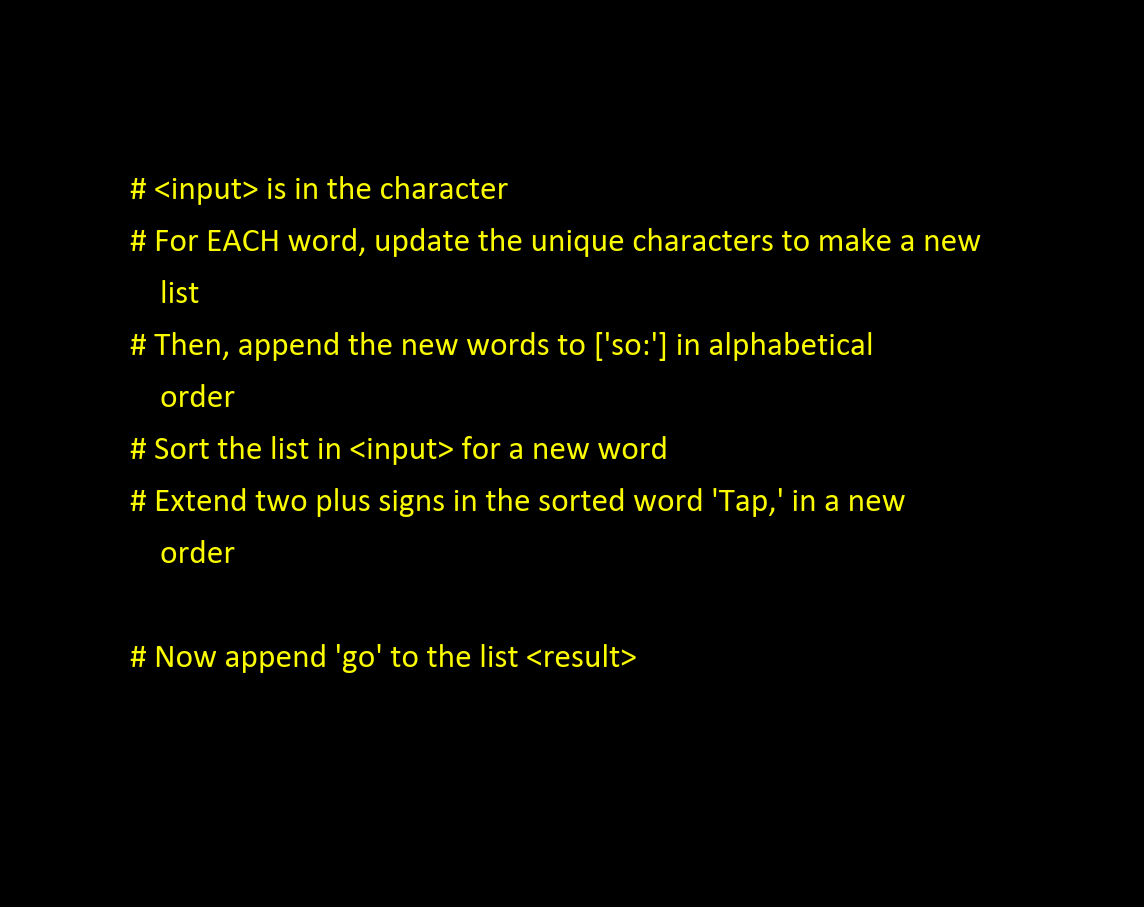 # <input> is in the character
# For EACH word, update the unique characters to make a new
list
# Then, append the new words to ['so:'] in alphabetical
order
# Sort the list in <input> for a new word
# Extend two plus signs in the sorted word 'Tap,' in a new
order
# Now append 'go' to the list <result>